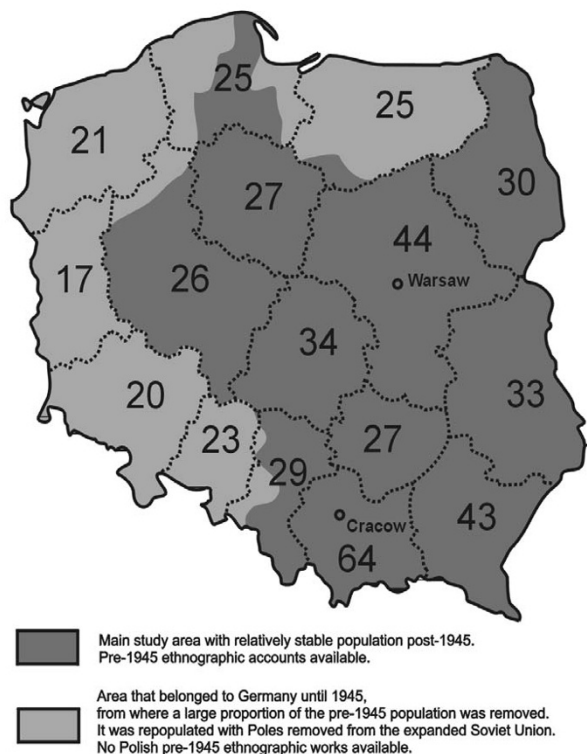 25
25
21
30
27
44
17
26
Warsaw
34
20
33
23
27
29
Cracow
43
64
Main study area with relatively stable population post-1945.
Pre-1945 ethnographic accounts available.
Area that belonged to Germany until 1945,
from where a large proportion of the pre-1945 population was removed.
It was repopulated with Poles removed from the expanded Soviet Union.
No Polish pre-1945 ethnographic works available.